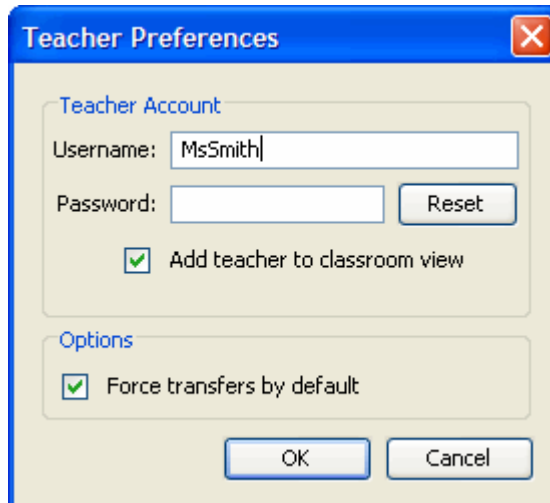 Teacher Preferences
Teacher Account
Username: MsSmith
Password: Reset
Add teacher to classroom view
Options
Force transfers by default
OK Cancel